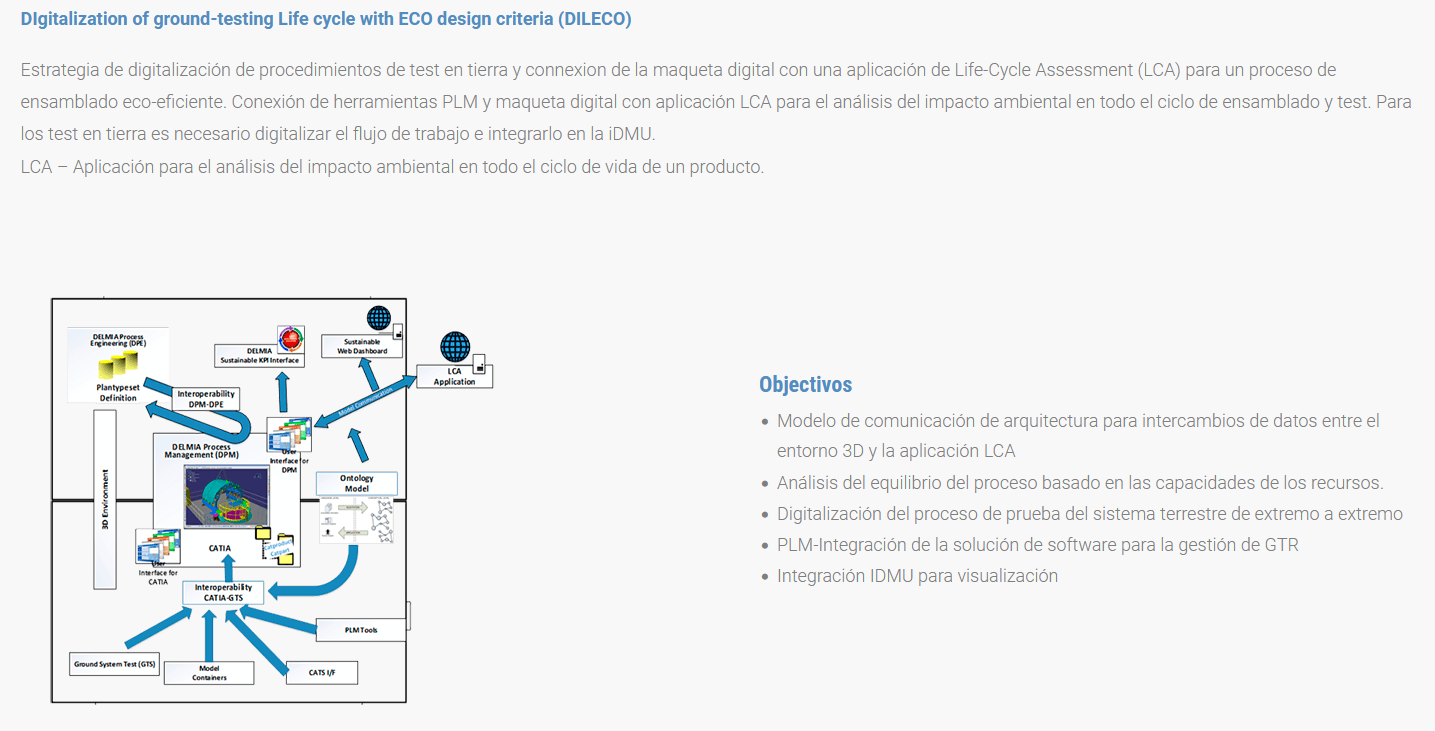 DIgitalization of ground-testing Life cycle with ECO design criteria (DILECO)
Estrategia de digitalización de procedimientos de test en tierra y connexion de la maqueta digital con una aplicación de Life-Cycle Assessment (LCA) para un proceso de
ensamblado eco-eficiente. Conexión de herramientas PLM y maqueta digital con aplicación LCA para el análisis del impacto ambiental en todo el ciclo de ensamblado y test. Para
los test en tierra es necesario digitalizar el flujo de trabajo e integrarlo en la iDMU.
LCA – Aplicación para el análisis del impacto ambiental en todo el ciclo de vida de un producto.
DELMIA Process
Engineering (DPE)
Plantypeset
Definition
DELMIA
Sustainable KPI Interface
Sustainable
Web Dashboard
LCA
Application
Interoperability
DPM-DPE
Model Communication
DELMIA Process
Management (DPM)
User
Interface for
DPM
3D Environment
Ontology
Model
CATIA
Catproduct
Catpart
User
Interface for
CATIA
Interoperability
CATIA-GTS
PLM Tools
Ground System Test (GTS)
Model
Containers
CATS I/F
Objectivos
Modelo de comunicación de arquitectura para intercambios de datos entre el
entorno 3D y la aplicación LCA
Análisis del equilibrio del proceso basado en las capacidades de los recursos.
Digitalización del proceso de prueba del sistema terrestre de extremo a extremo
PLM-Integración de la solución de software para la gestión de GTR
Integración IDMU para visualización